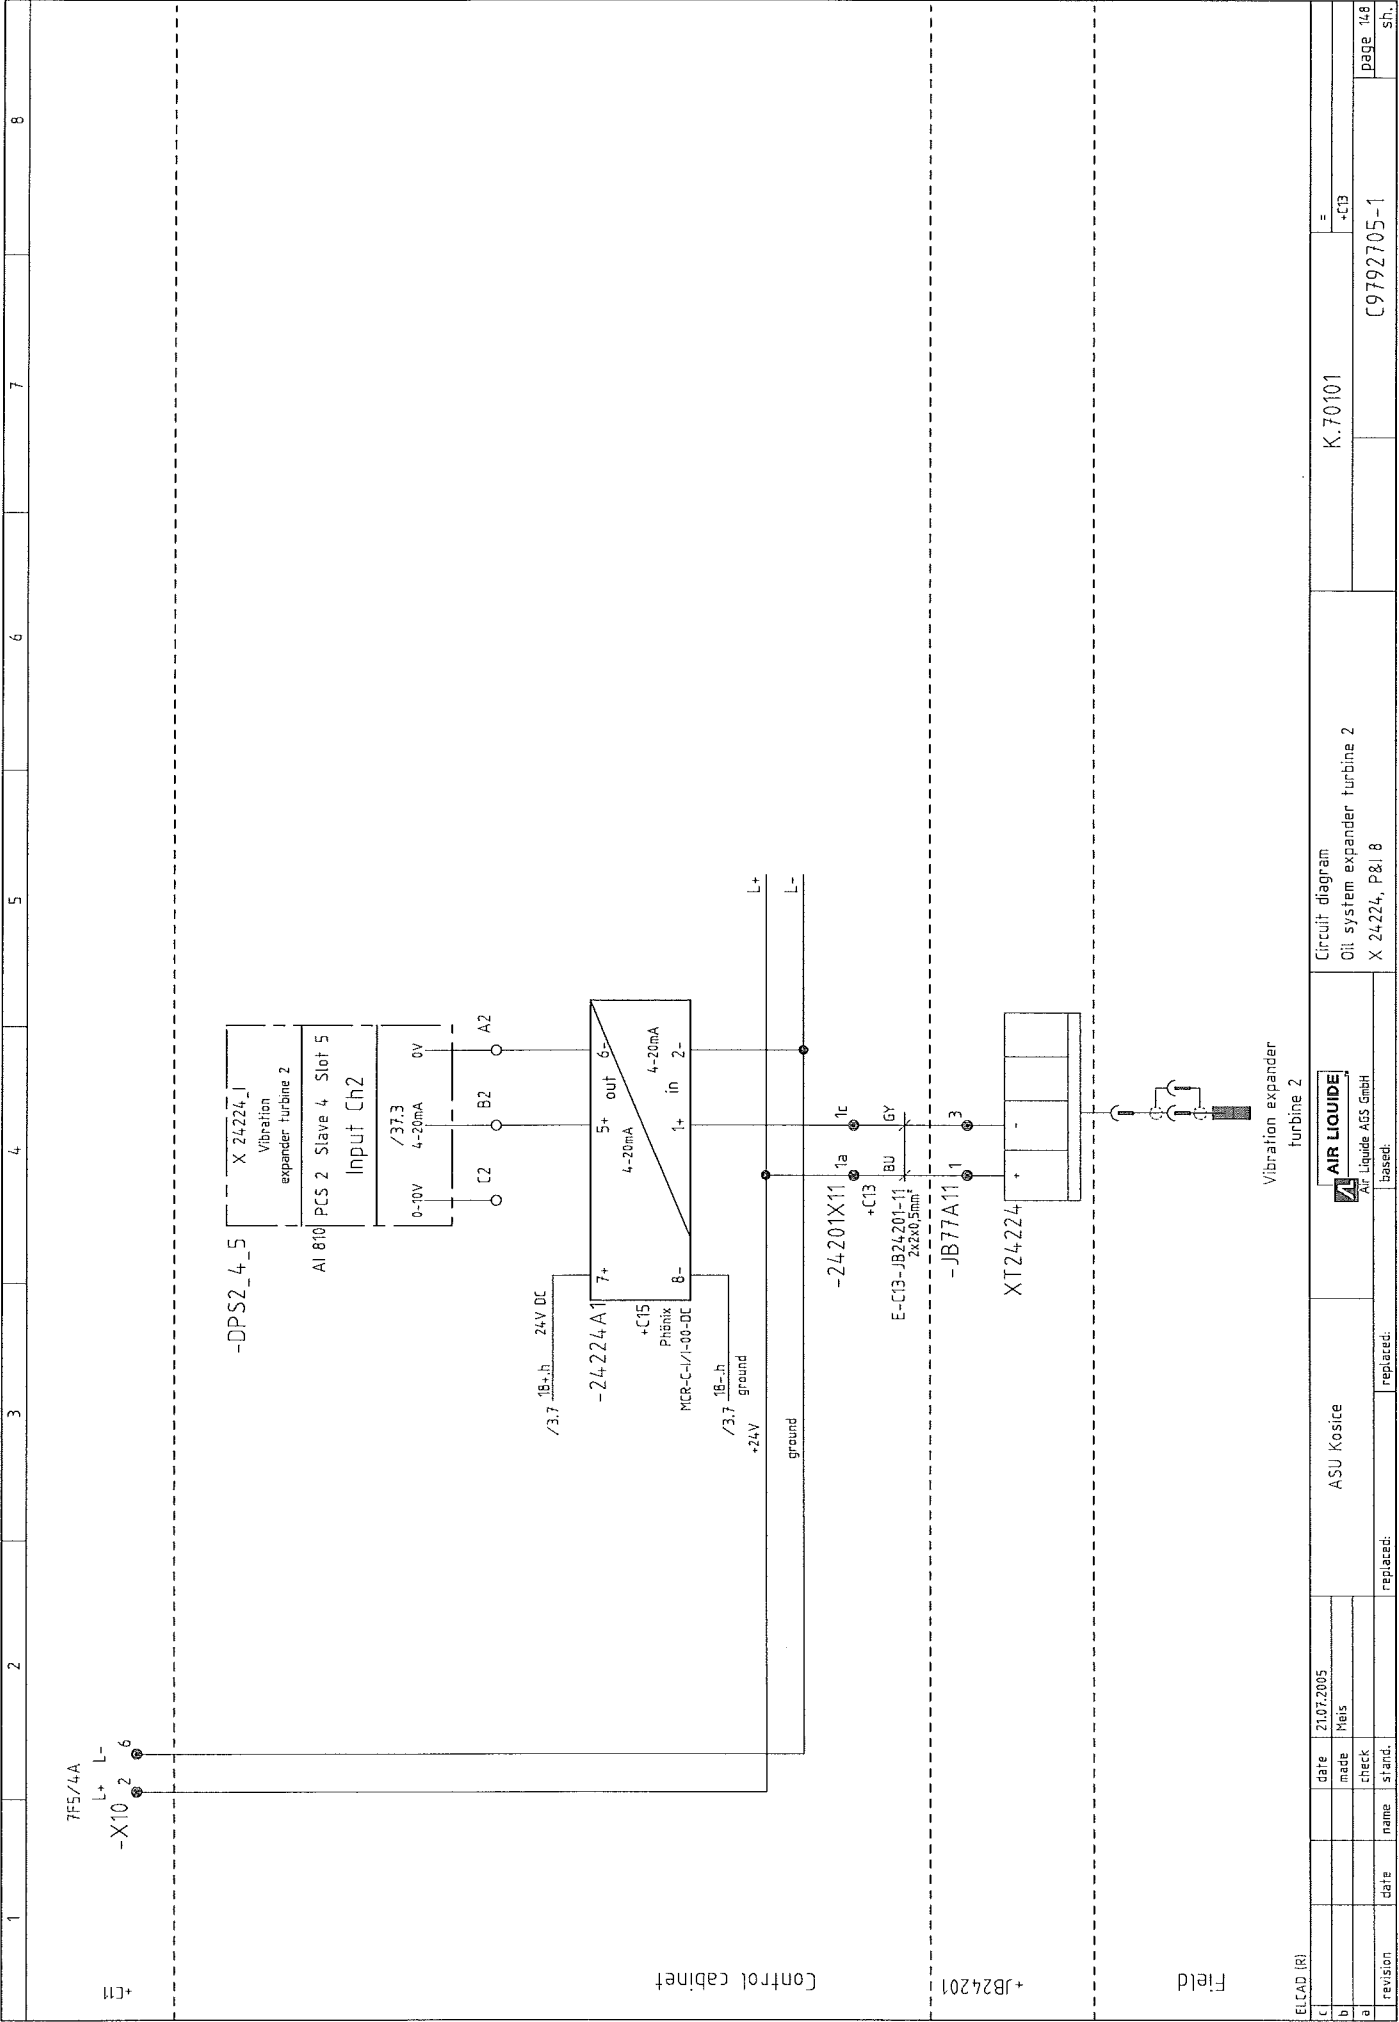 1
2
3
4
5
6
7
8
+C11
7F5/4A
L+ L-
-X10 2 6
Control cabinet
-DPS2_4_5
X 24224_I
Vibration
expander turbine 2
AI 810 PCS 2 Slave 4 Slot 5
Input Ch2
/37.3
0-10V 4-20mA 0V
C2 B2 A2
/3.7 1B+.h 24V DC
7+ 5+ out 6-
4-20mA
4-20mA
8- 1+ in 2-
-24224A1
+C15
Phönix
MCR-C-I/I-00-DC
/3.7 1B-.h
ground
+24V L+
ground L-
-24201X11 1a 1c
+C13
BU GY
E-C13-JB24201-11
2x2x0,5mm²
+JB24201
-JB77A11 1 3
XT24224
+ -
Field
Vibration expander
turbine 2
ELCAD (R)
c
b
a
revision date name
date 21.07.2005
made Meis
check
stand.
replaced:
ASU Kosice
replaced:
AIR LIQUIDE
Air Liquide AGS GmbH
based:
Circuit diagram
Oil system expander turbine 2
X 24224, P&I 8
K.70101
=
+C13
C9792705-1
page 148
sh.